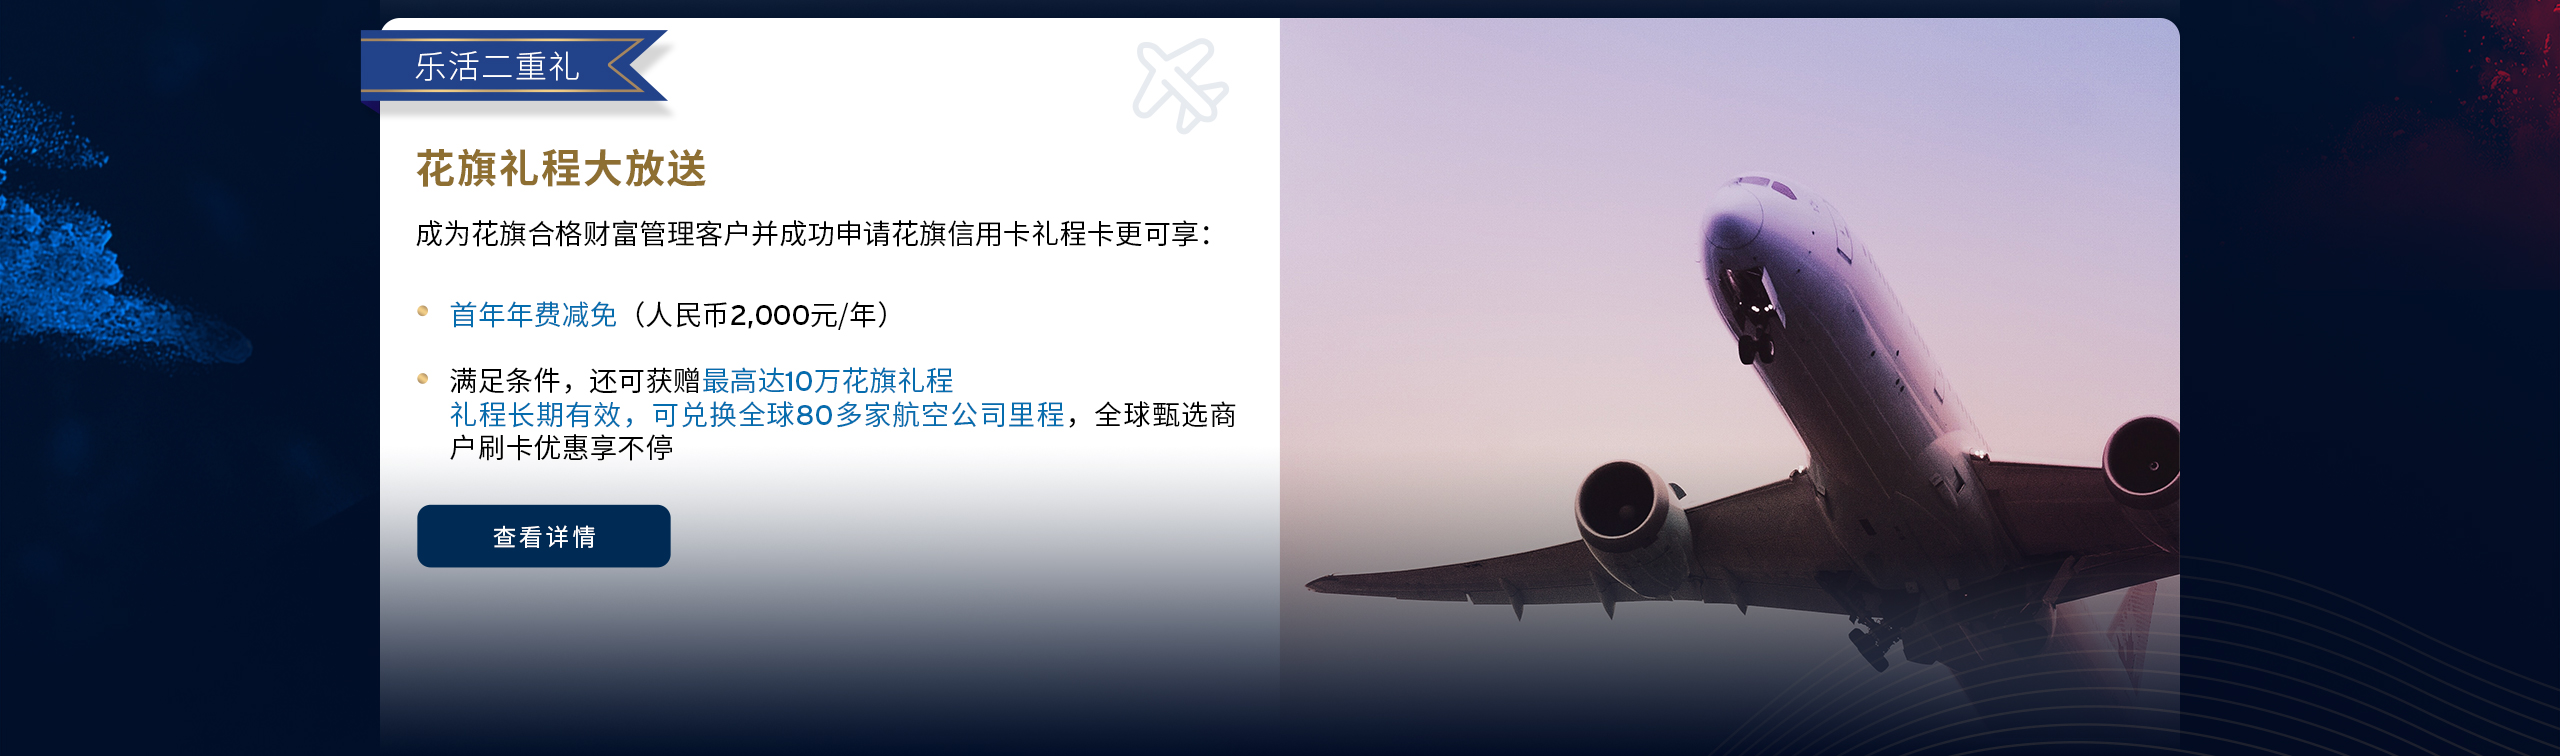 乐活二重礼
花旗礼程大放送
成为花旗合格财富管理客户并成功申请花旗信用卡礼程卡更可享：
首年年费减免（人民币2,000元/年）
满足条件，还可获赠最高达10万花旗礼程
礼程长期有效，可兑换全球80多家航空公司里程，全球甄选商
户刷卡优惠享不停
查看详情